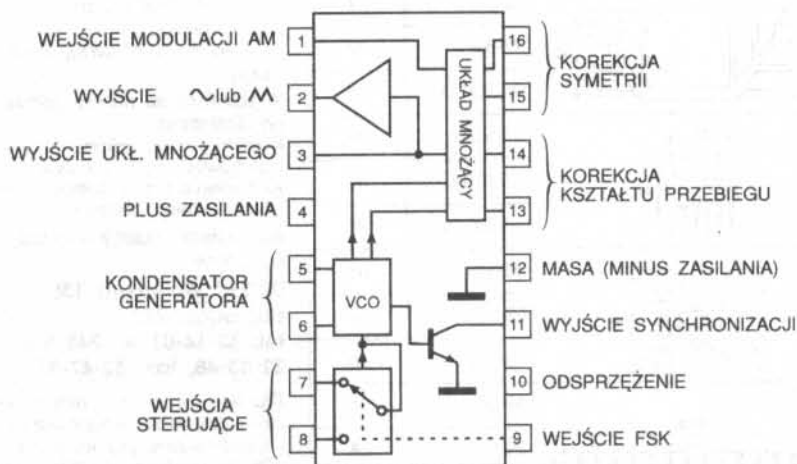 WEJŚCIE MODULACJI AM 1
WYJŚCIE ∿ lub ʌʌ 2
WYJŚCIE UKŁ. MNOŻĄCEGO 3
PLUS ZASILANIA 4
KONDENSATOR
GENERATORA
5
6
WEJŚCIA
STERUJĄCE
7
8
UKŁAD MNOŻĄCY
VCO
16
15
KOREKCJA
SYMETRII
14
13
KOREKCJA
KSZTAŁTU PRZEBIEGU
12 MASA (MINUS ZASILANIA)
11 WYJŚCIE SYNCHRONIZACJI
10 ODSPRZĘŻENIE
9 WEJŚCIE FSK